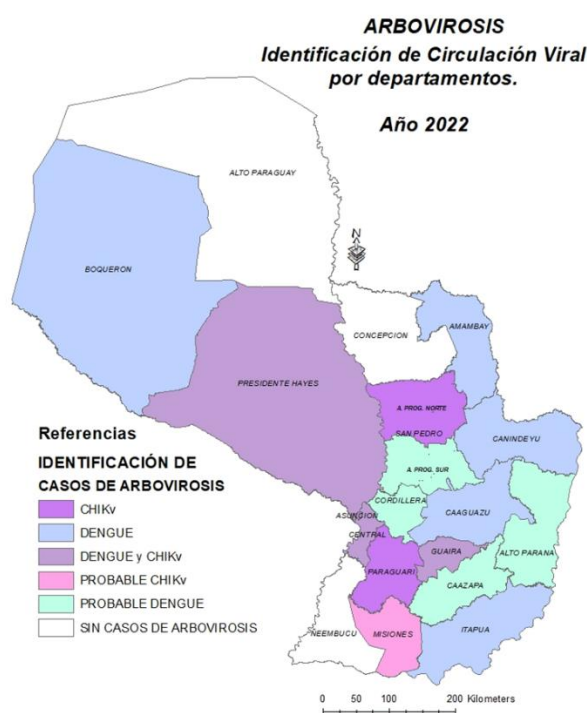 ARBOVIROSIS
Identificación de Circulación Viral
por departamentos.
Año 2022
ALTO PARAGUAY
N
BOQUERON
CONCEPCION
AMAMBAY
PRESIDENTE HAYES
A. PROG. NORTE
SAN PEDRO
CANINDEYU
A. PROG. SUR
CORDILLERA
ASUNCION
CAAGUAZU
CENTRAL
GUAIRA
ALTO PARANA
PARAGUARI
CAAZAPA
ÑEEMBUCU
MISIONES
ITAPUA
Referencias
IDENTIFICACIÓN DE
CASOS DE ARBOVIROSIS
CHIKv
DENGUE
DENGUE y CHIKv
PROBABLE CHIKv
PROBABLE DENGUE
SIN CASOS DE ARBOVIROSIS
0 50 100 200 Kilometers